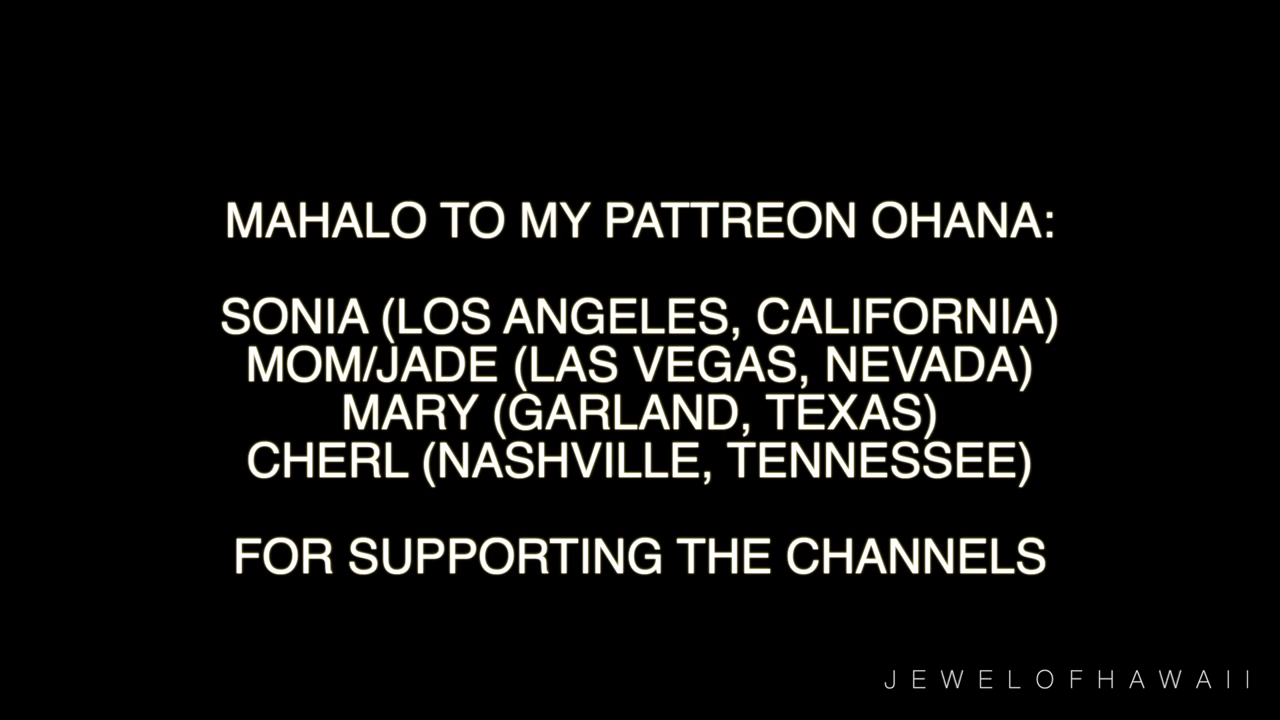 MAHALO TO MY PATTREON OHANA:
SONIA (LOS ANGELES, CALIFORNIA)
MOM/JADE (LAS VEGAS, NEVADA)
MARY (GARLAND, TEXAS)
CHERL (NASHVILLE, TENNESSEE)
FOR SUPPORTING THE CHANNELS
JEWELOFHAWAII